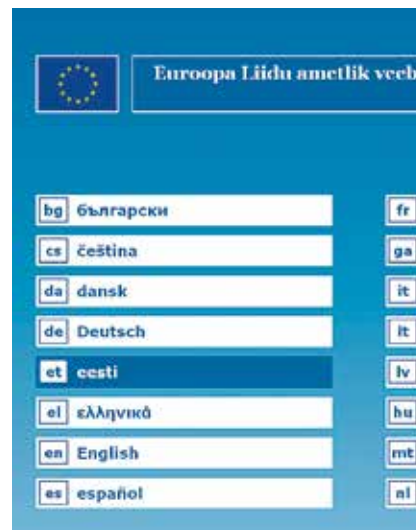 Euroopa Liidu ametlik veeb
bg български
cs čeština
da dansk
de Deutsch
et eesti
el ελληνικά
en English
es español
fr
ga
it
lt
lv
hu
mt
nl